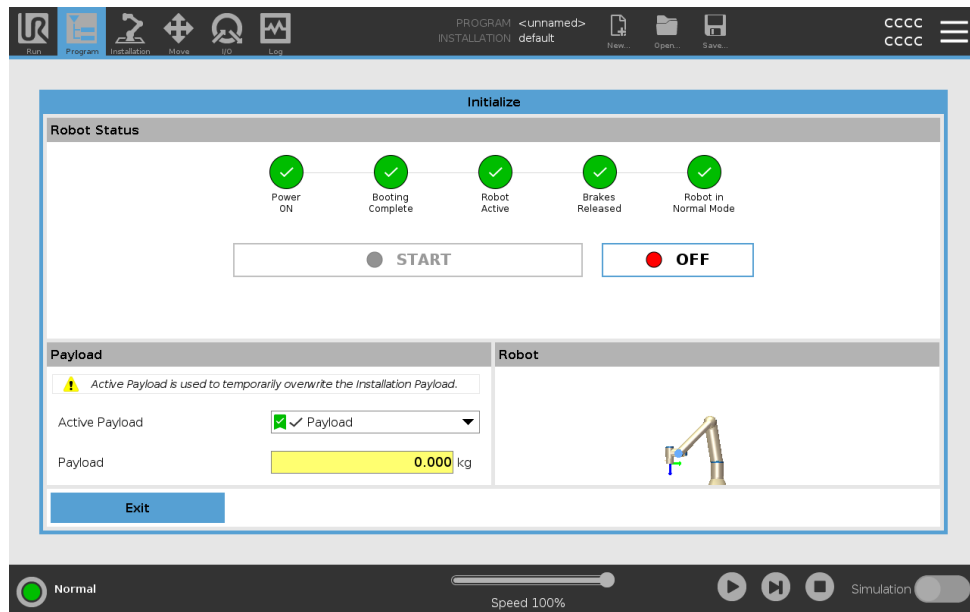 PROGRAM <unnamed>
INSTALLATION default
CCCC
CCCC
UR
Run
Program
Installation
Move
I/O
Log
New...
Open...
Save...
Initialize
Robot Status
Power
ON
Booting
Complete
Robot
Active
Brakes
Released
Robot in
Normal Mode
START
OFF
Payload
Robot
Active Payload is used to temporarily overwrite the Installation Payload.
Active Payload
Payload
Payload
0.000 kg
Exit
Normal
Speed 100%
Simulation